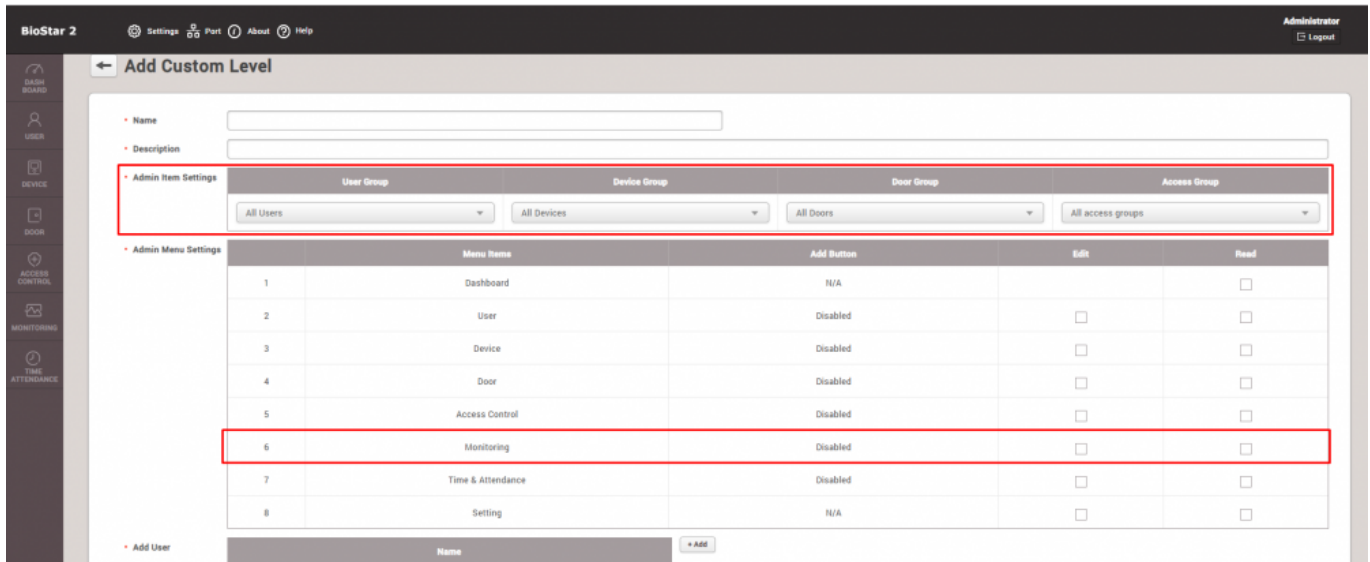 Administrator
BioStar 2 Settings Port About Help Logout
DASH BOARD
Add Custom Level
USER
Name
Description
DEVICE
Admin Item Settings User Group Device Group Door Group Access Group
All Users All Devices All Doors All access groups
DOOR
Admin Menu Settings Menu Items Add Button Edit Read
ACCESS CONTROL
1 Dashboard N/A
MONITORING
2 User Disabled
3 Device Disabled
TIME ATTENDANCE
4 Door Disabled
5 Access Control Disabled
6 Monitoring Disabled
7 Time & Attendance Disabled
8 Setting N/A
Add User Name + Add